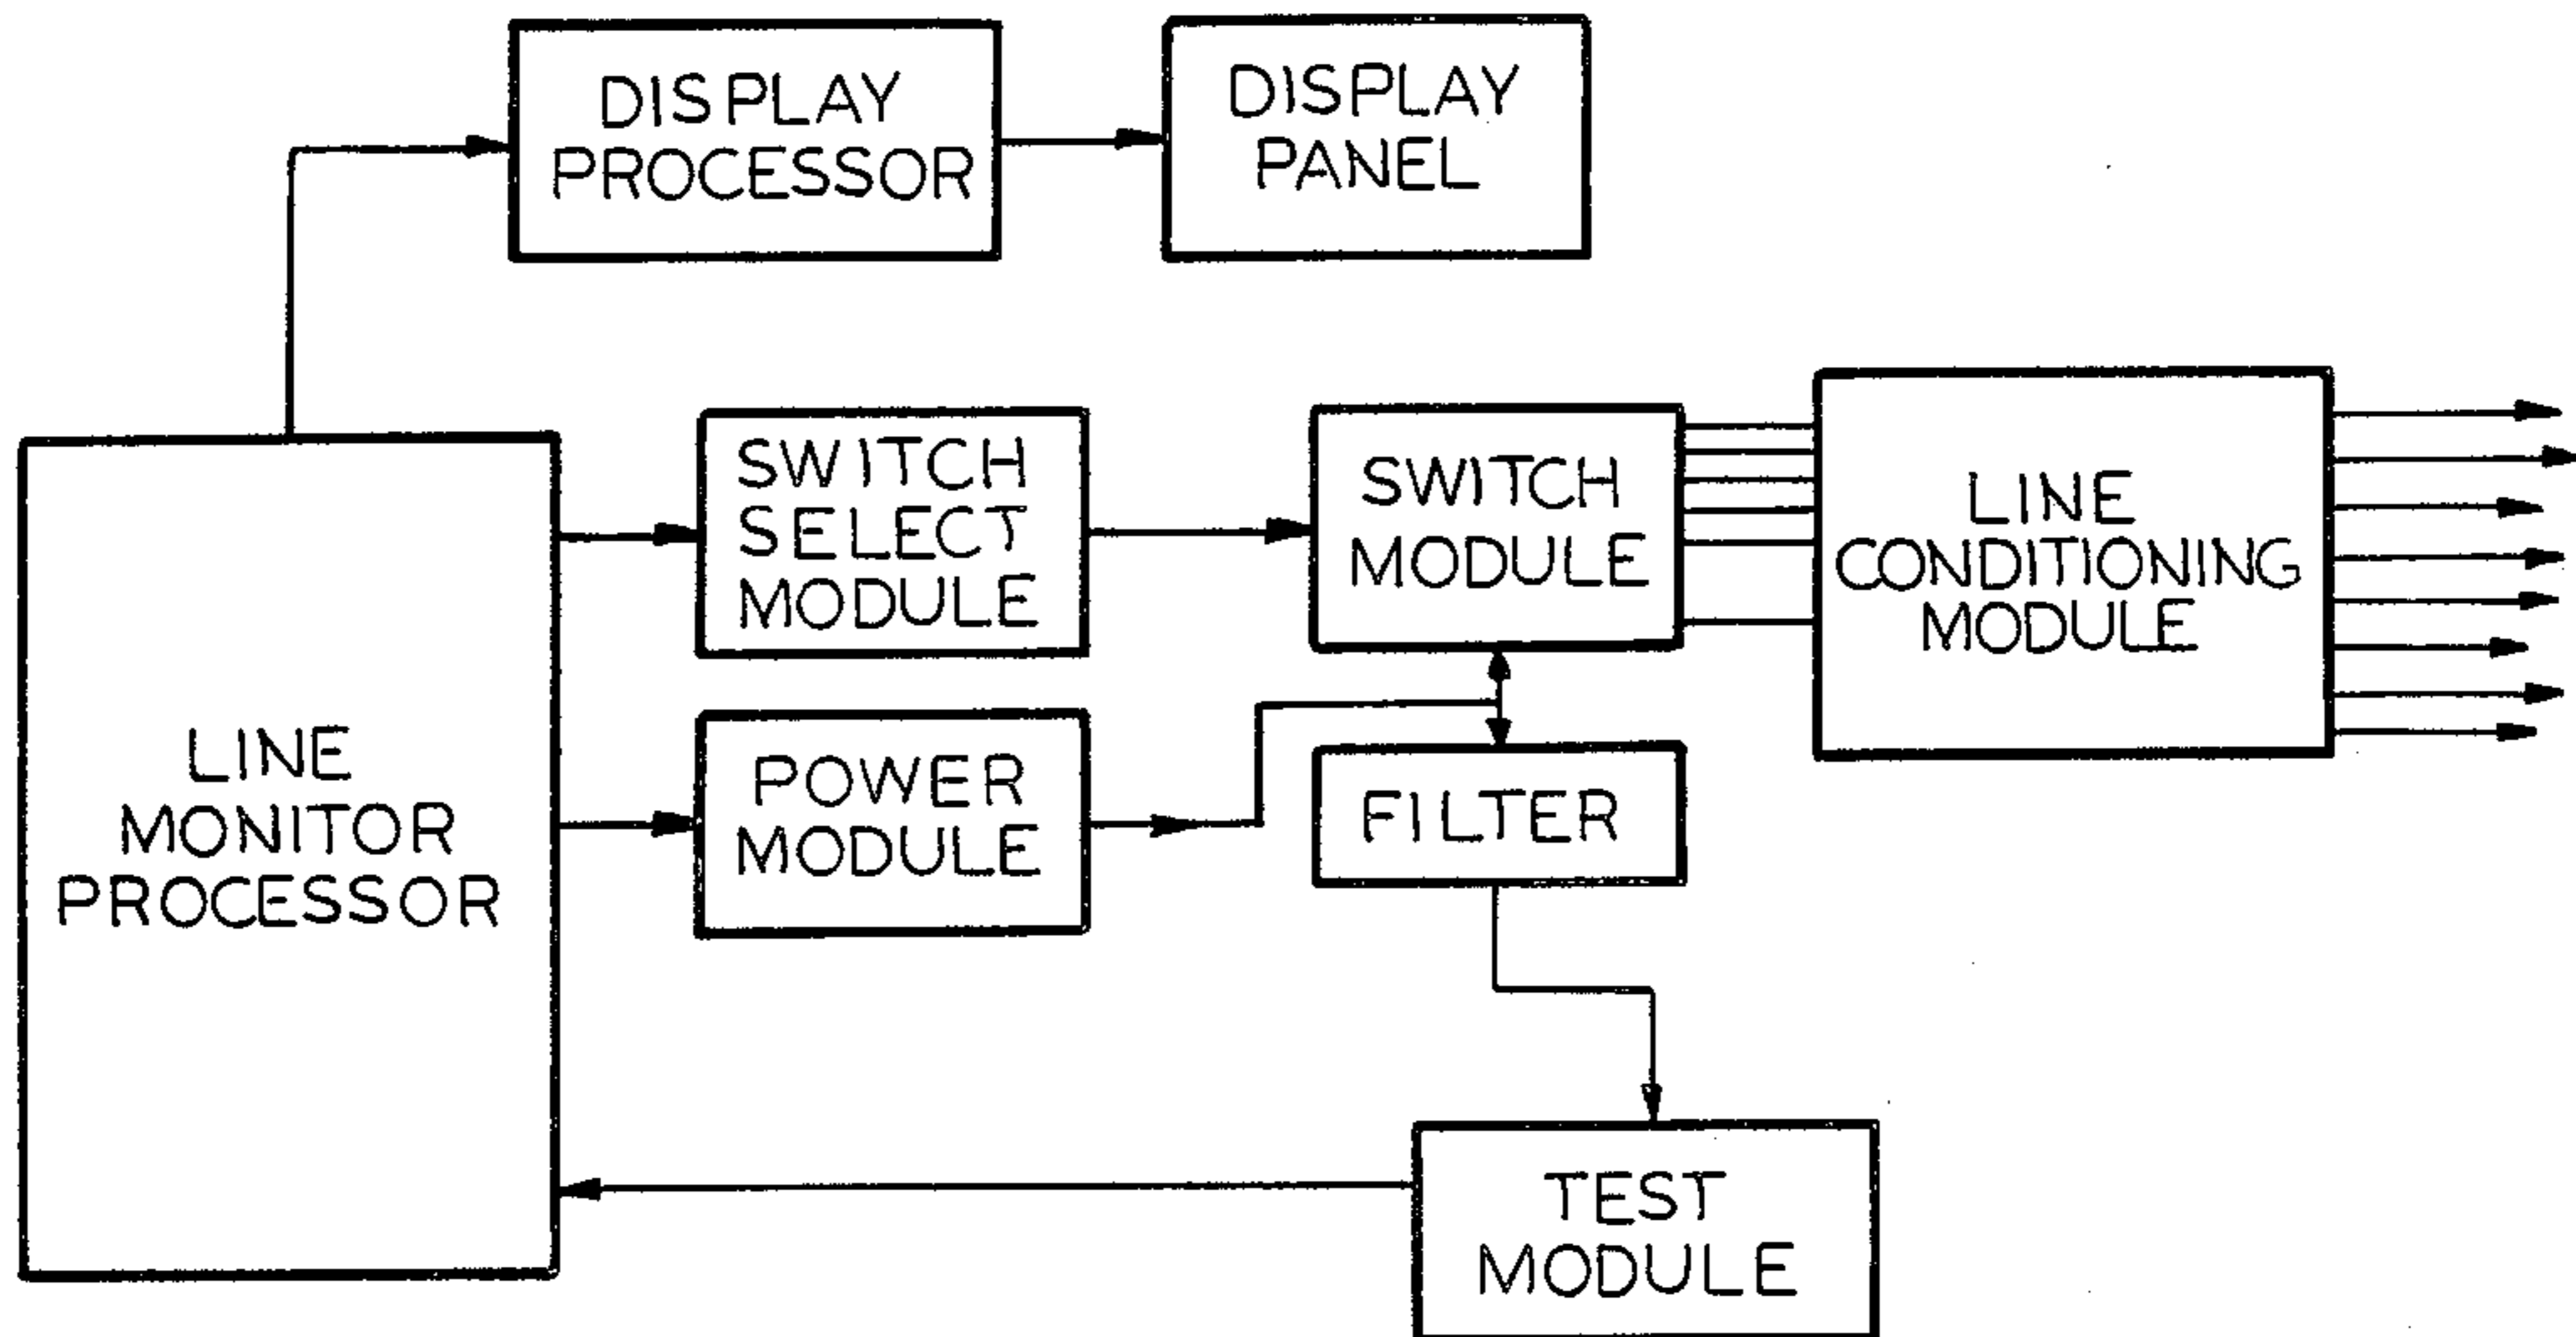 DISPLAY
PROCESSOR
DISPLAY
PANEL
SWITCH
SELECT
MODULE
SWITCH
MODULE
LINE
CONDITIONING
MODULE
LINE
MONITOR
PROCESSOR
POWER
MODULE
FILTER
TEST
MODULE